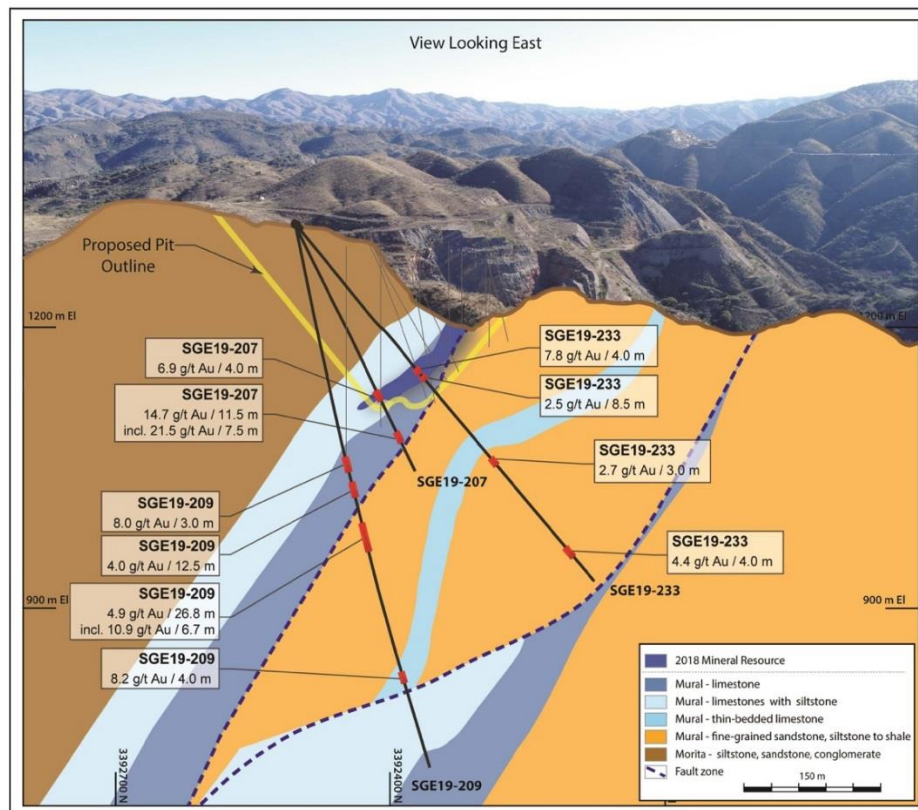 View Looking East
Proposed Pit
Outline
1200 m El
1200 m El
SGE19-207
6.9 g/t Au / 4.0 m
SGE19-207
14.7 g/t Au / 11.5 m
incl. 21.5 g/t Au / 7.5 m
SGE19-209
8.0 g/t Au / 3.0 m
SGE19-209
4.0 g/t Au / 12.5 m
SGE19-209
4.9 g/t Au / 26.8 m
incl. 10.9 g/t Au / 6.7 m
SGE19-209
8.2 g/t Au / 4.0 m
SGE19-233
7.8 g/t Au / 4.0 m
SGE19-233
2.5 g/t Au / 8.5 m
SGE19-233
2.7 g/t Au / 3.0 m
SGE19-233
4.4 g/t Au / 4.0 m
SGE19-207
SGE19-233
SGE19-209
900 m El
900 m El
3392700 N
3392400 N
2018 Mineral Resource
Mural - limestone
Mural - limestones with siltstone
Mural - thin-bedded limestone
Mural - fine-grained sandstone, siltstone to shale
Morita - siltstone, sandstone, conglomerate
Fault zone
150 m